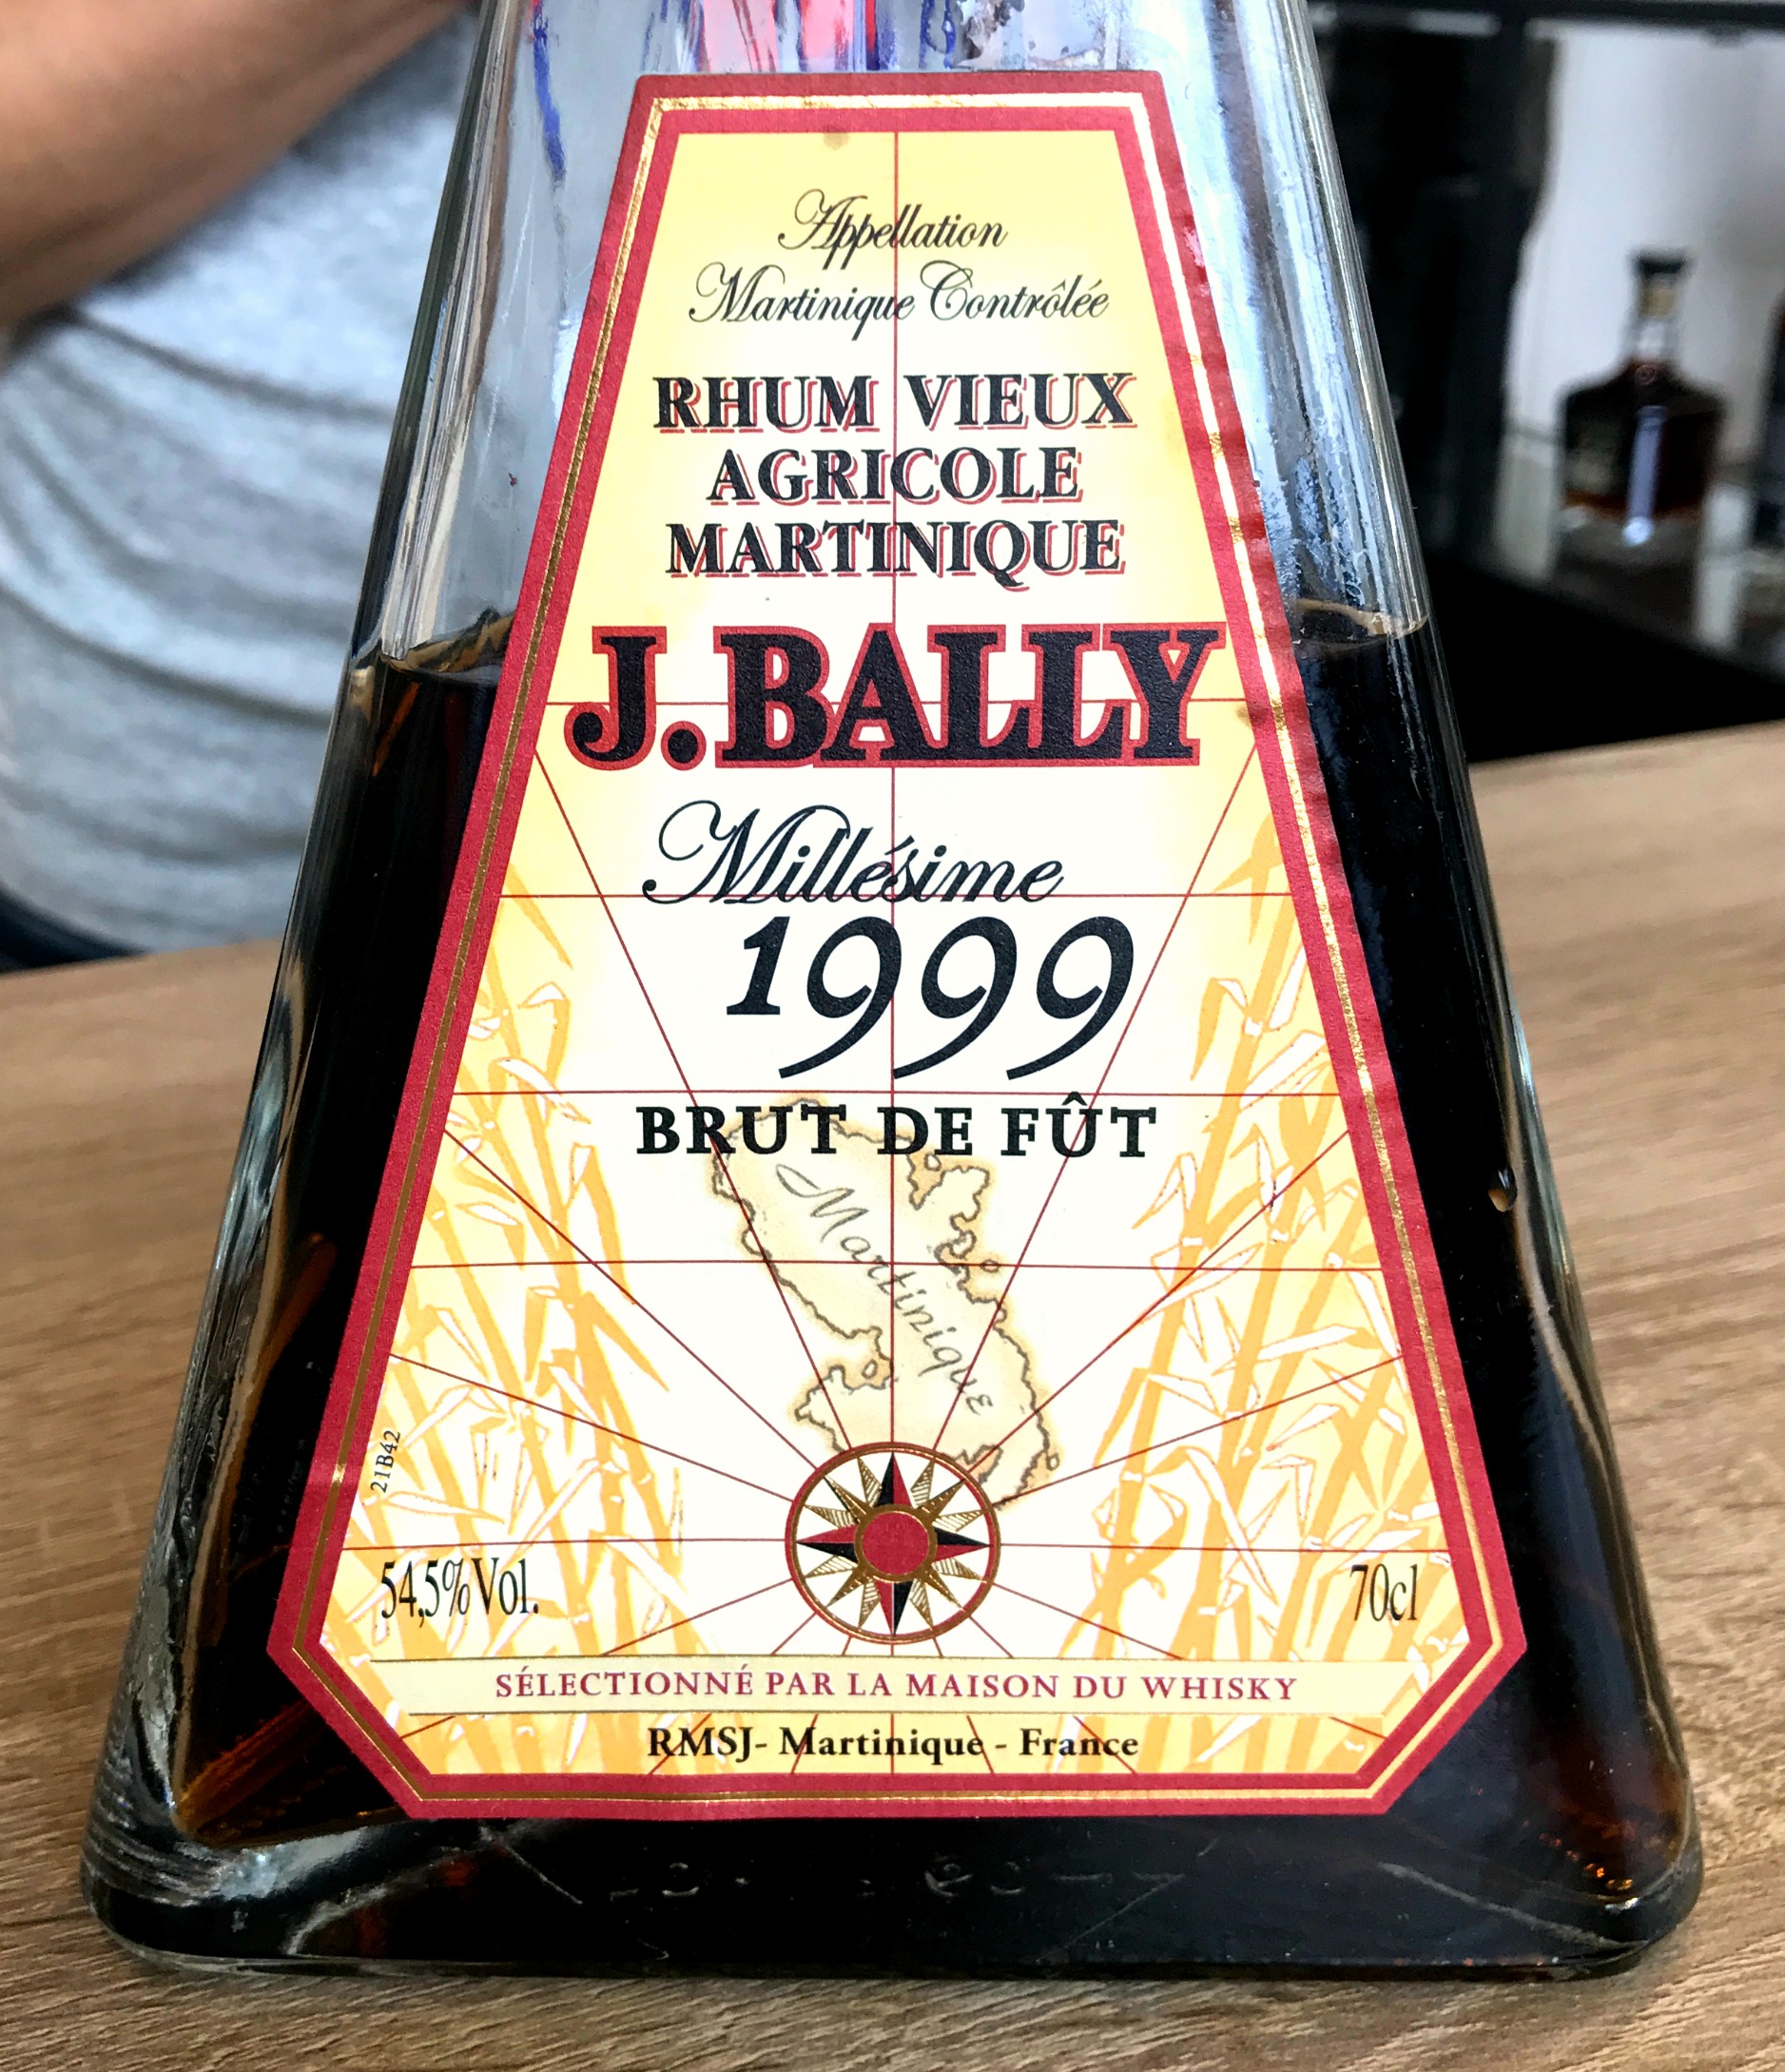 Appellation
Martinique Contrôlée
RHUM VIEUX
AGRICOLE
MARTINIQUE
J. BALLY
Millésime
1999
BRUT DE FÛT
Martinique
21B42
54,5% Vol.
70cl
SÉLECTIONNÉ PAR LA MAISON DU WHISKY
RMSJ- Martinique - France